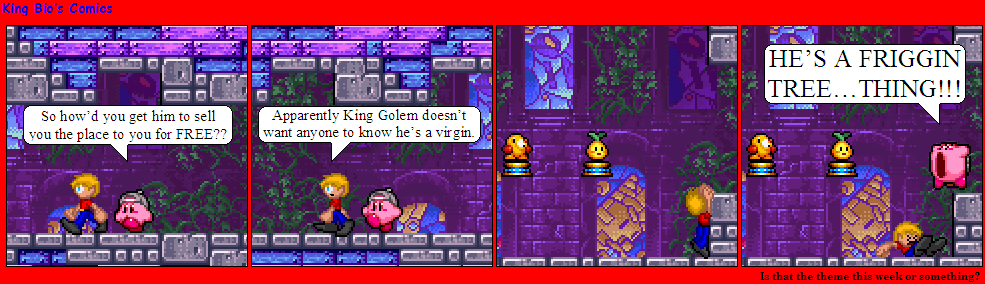 King Bio's Comics
So how'd you get him to sell
you the place to you for FREE??
Apparently King Golem doesn't
want anyone to know he's a virgin.
HE'S A FRIGGIN
TREE…THING!!!
Is that the theme this week or something?